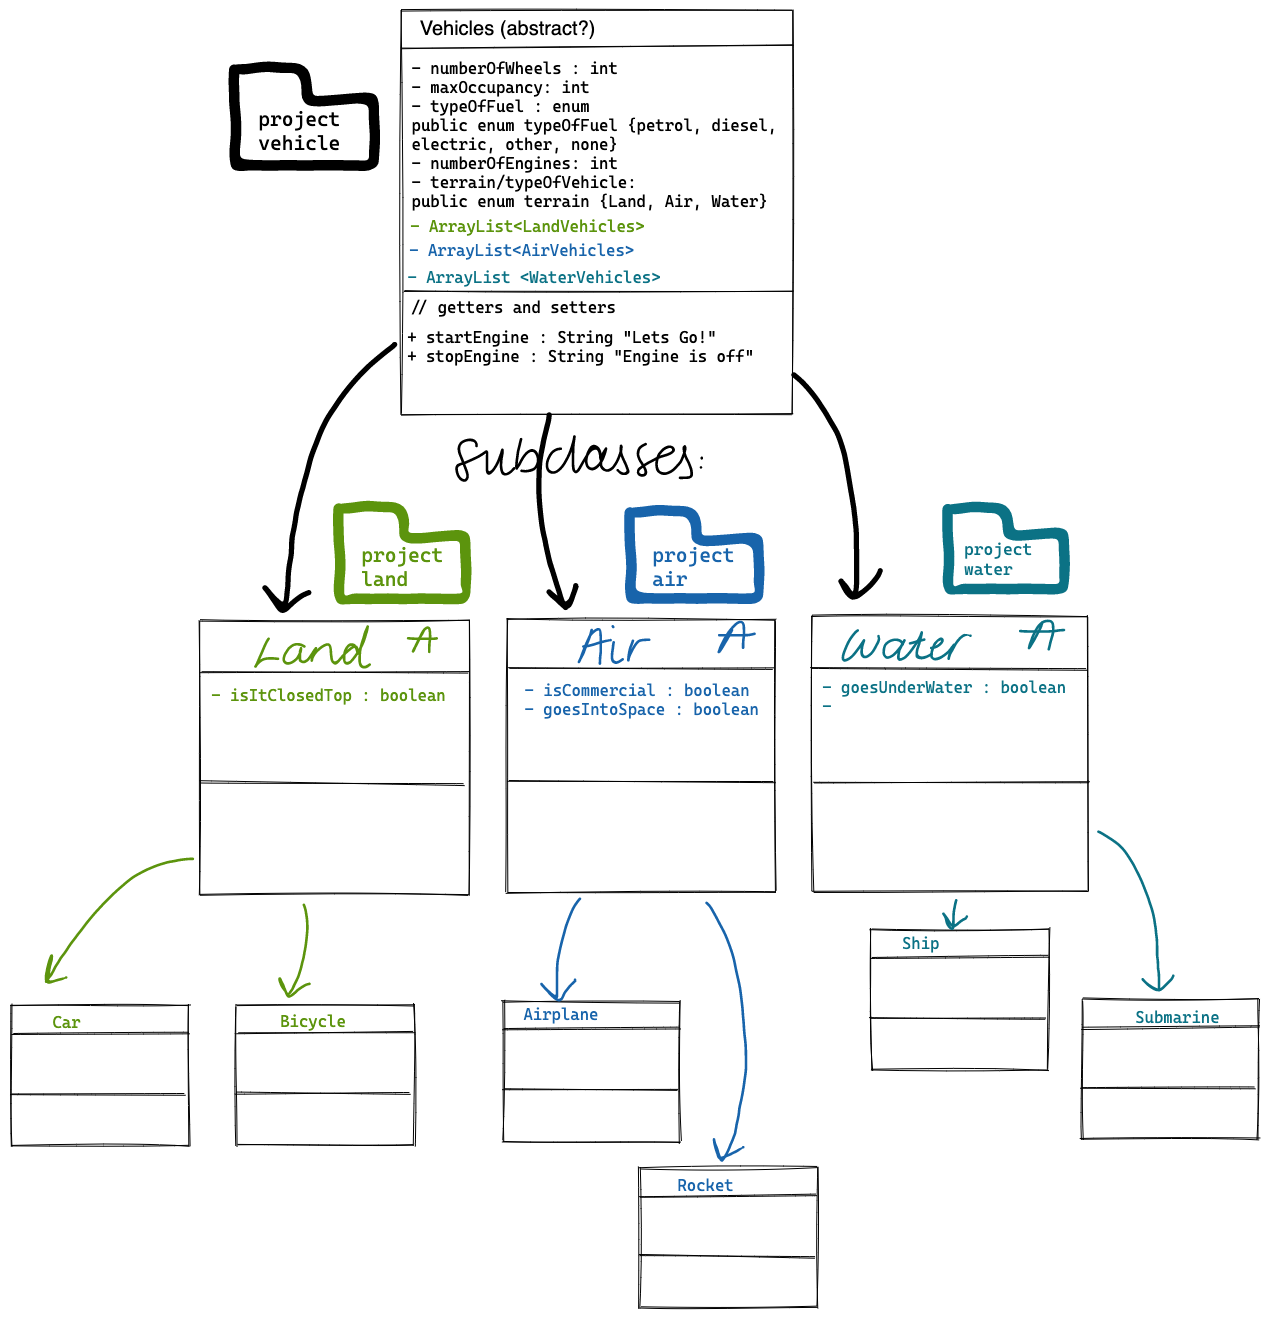 Vehicles (abstract?)
- numberOfWheels : int
- maxOccupancy: int
- typeOfFuel : enum
public enum typeOfFuel {petrol, diesel,
electric, other, none}
- numberOfEngines: int
- terrain/typeOfVehicle:
public enum terrain {Land, Air, Water}
- ArrayList<LandVehicles>
- ArrayList<AirVehicles>
- ArrayList <WaterVehicles>
// getters and setters
+ startEngine : String "Lets Go!"
+ stopEngine : String "Engine is off"
project
vehicle
subclasses:
project
land
project
air
project
water
Land A
- isItClosedTop : boolean
Air A
- isCommercial : boolean
- goesIntoSpace : boolean
Water A
- goesUnderWater : boolean
-
Car
Bicycle
Airplane
Rocket
Ship
Submarine